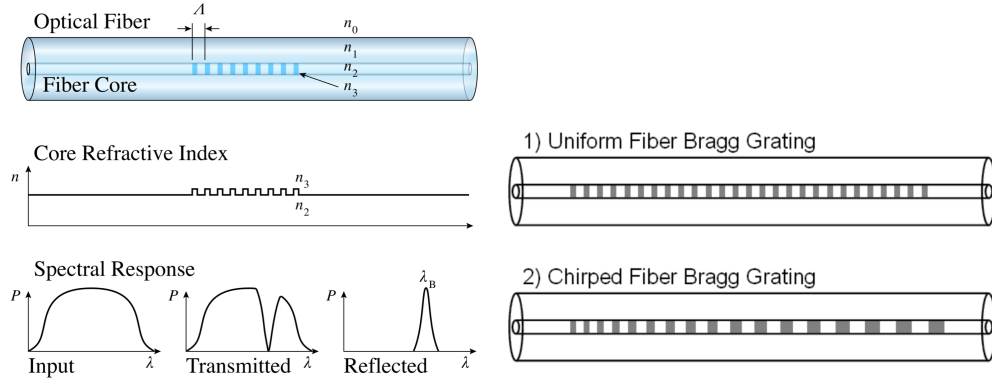 Optical Fiber
Λ
n0
n1
n2
n3
Fiber Core
Core Refractive Index
n
n3
n2
Spectral Response
P
λ
Input
P
λ
Transmitted
λB
P
λ
Reflected
1) Uniform Fiber Bragg Grating
2) Chirped Fiber Bragg Grating